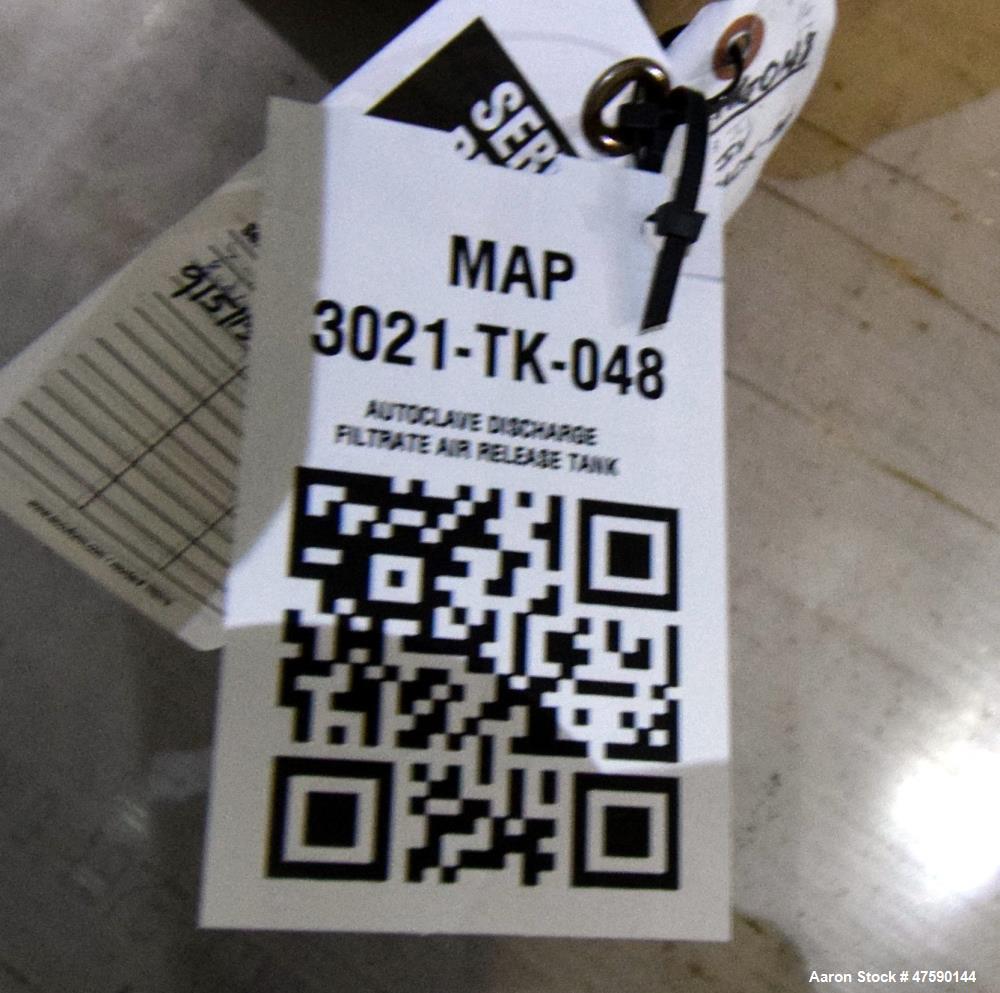 MAP
3021-TK-048
AUTOCLAVE DISCHARGE
FILTRATE AIR RELEASE TANK
Aaron Stock # 47590144